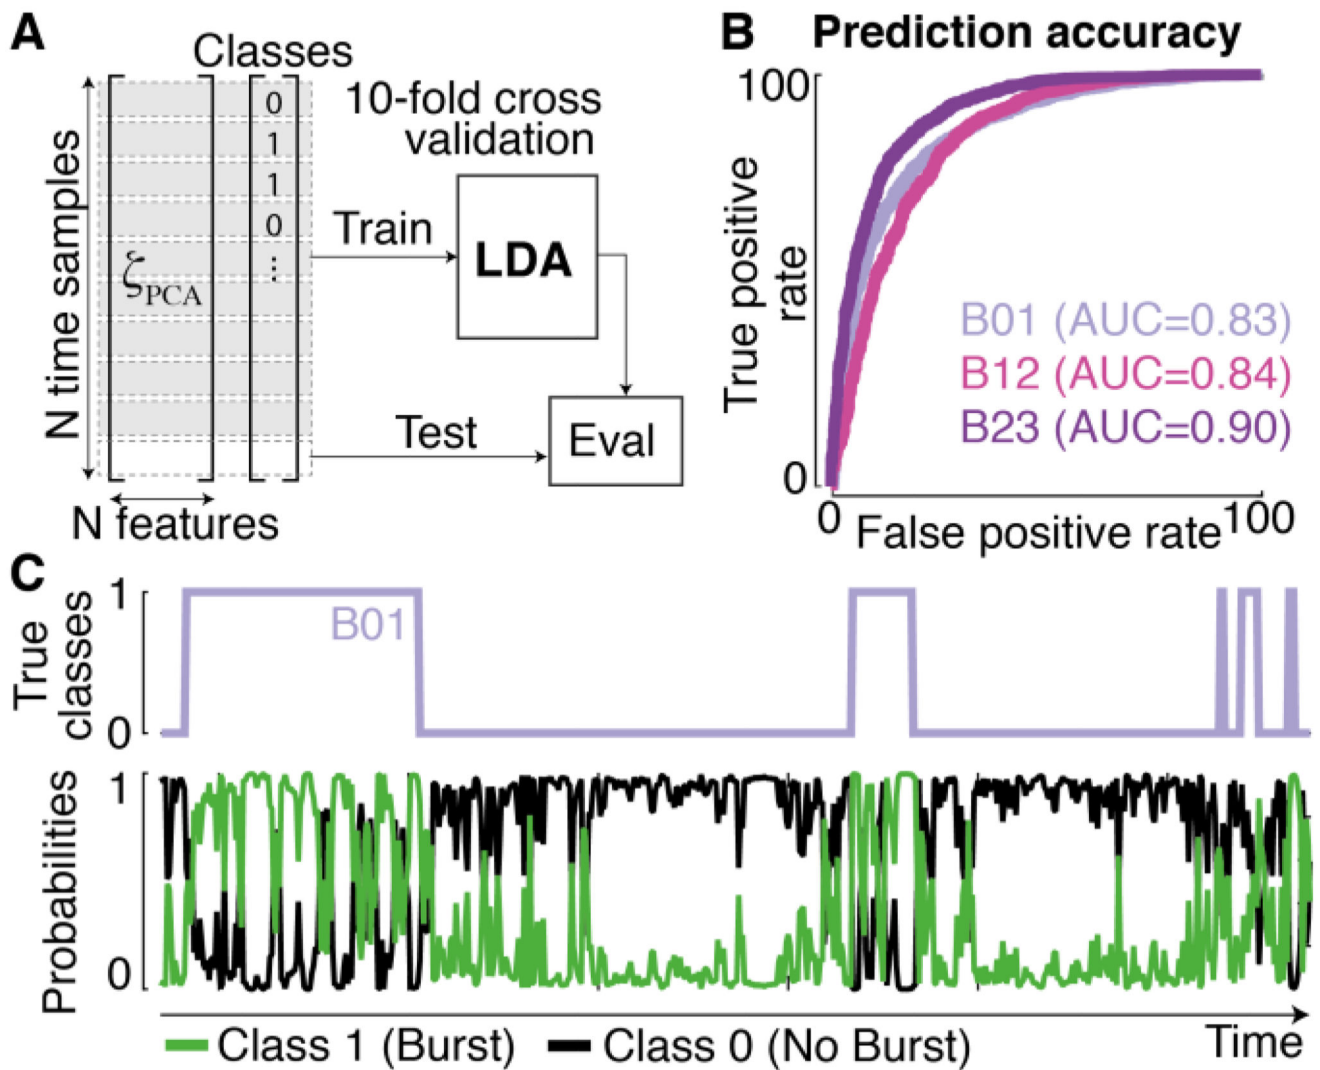 A
Classes
0
1
1
0
⋮
N time samples
ζPCA
N features
10-fold cross
validation
Train
LDA
Test
Eval
B
Prediction accuracy
100
True positive
rate
0
B01 (AUC=0.83)
B12 (AUC=0.84)
B23 (AUC=0.90)
0
False positive rate
100
C
True
classes
1
0
B01
Probabilities
1
0
Time
Class 1 (Burst)
Class 0 (No Burst)